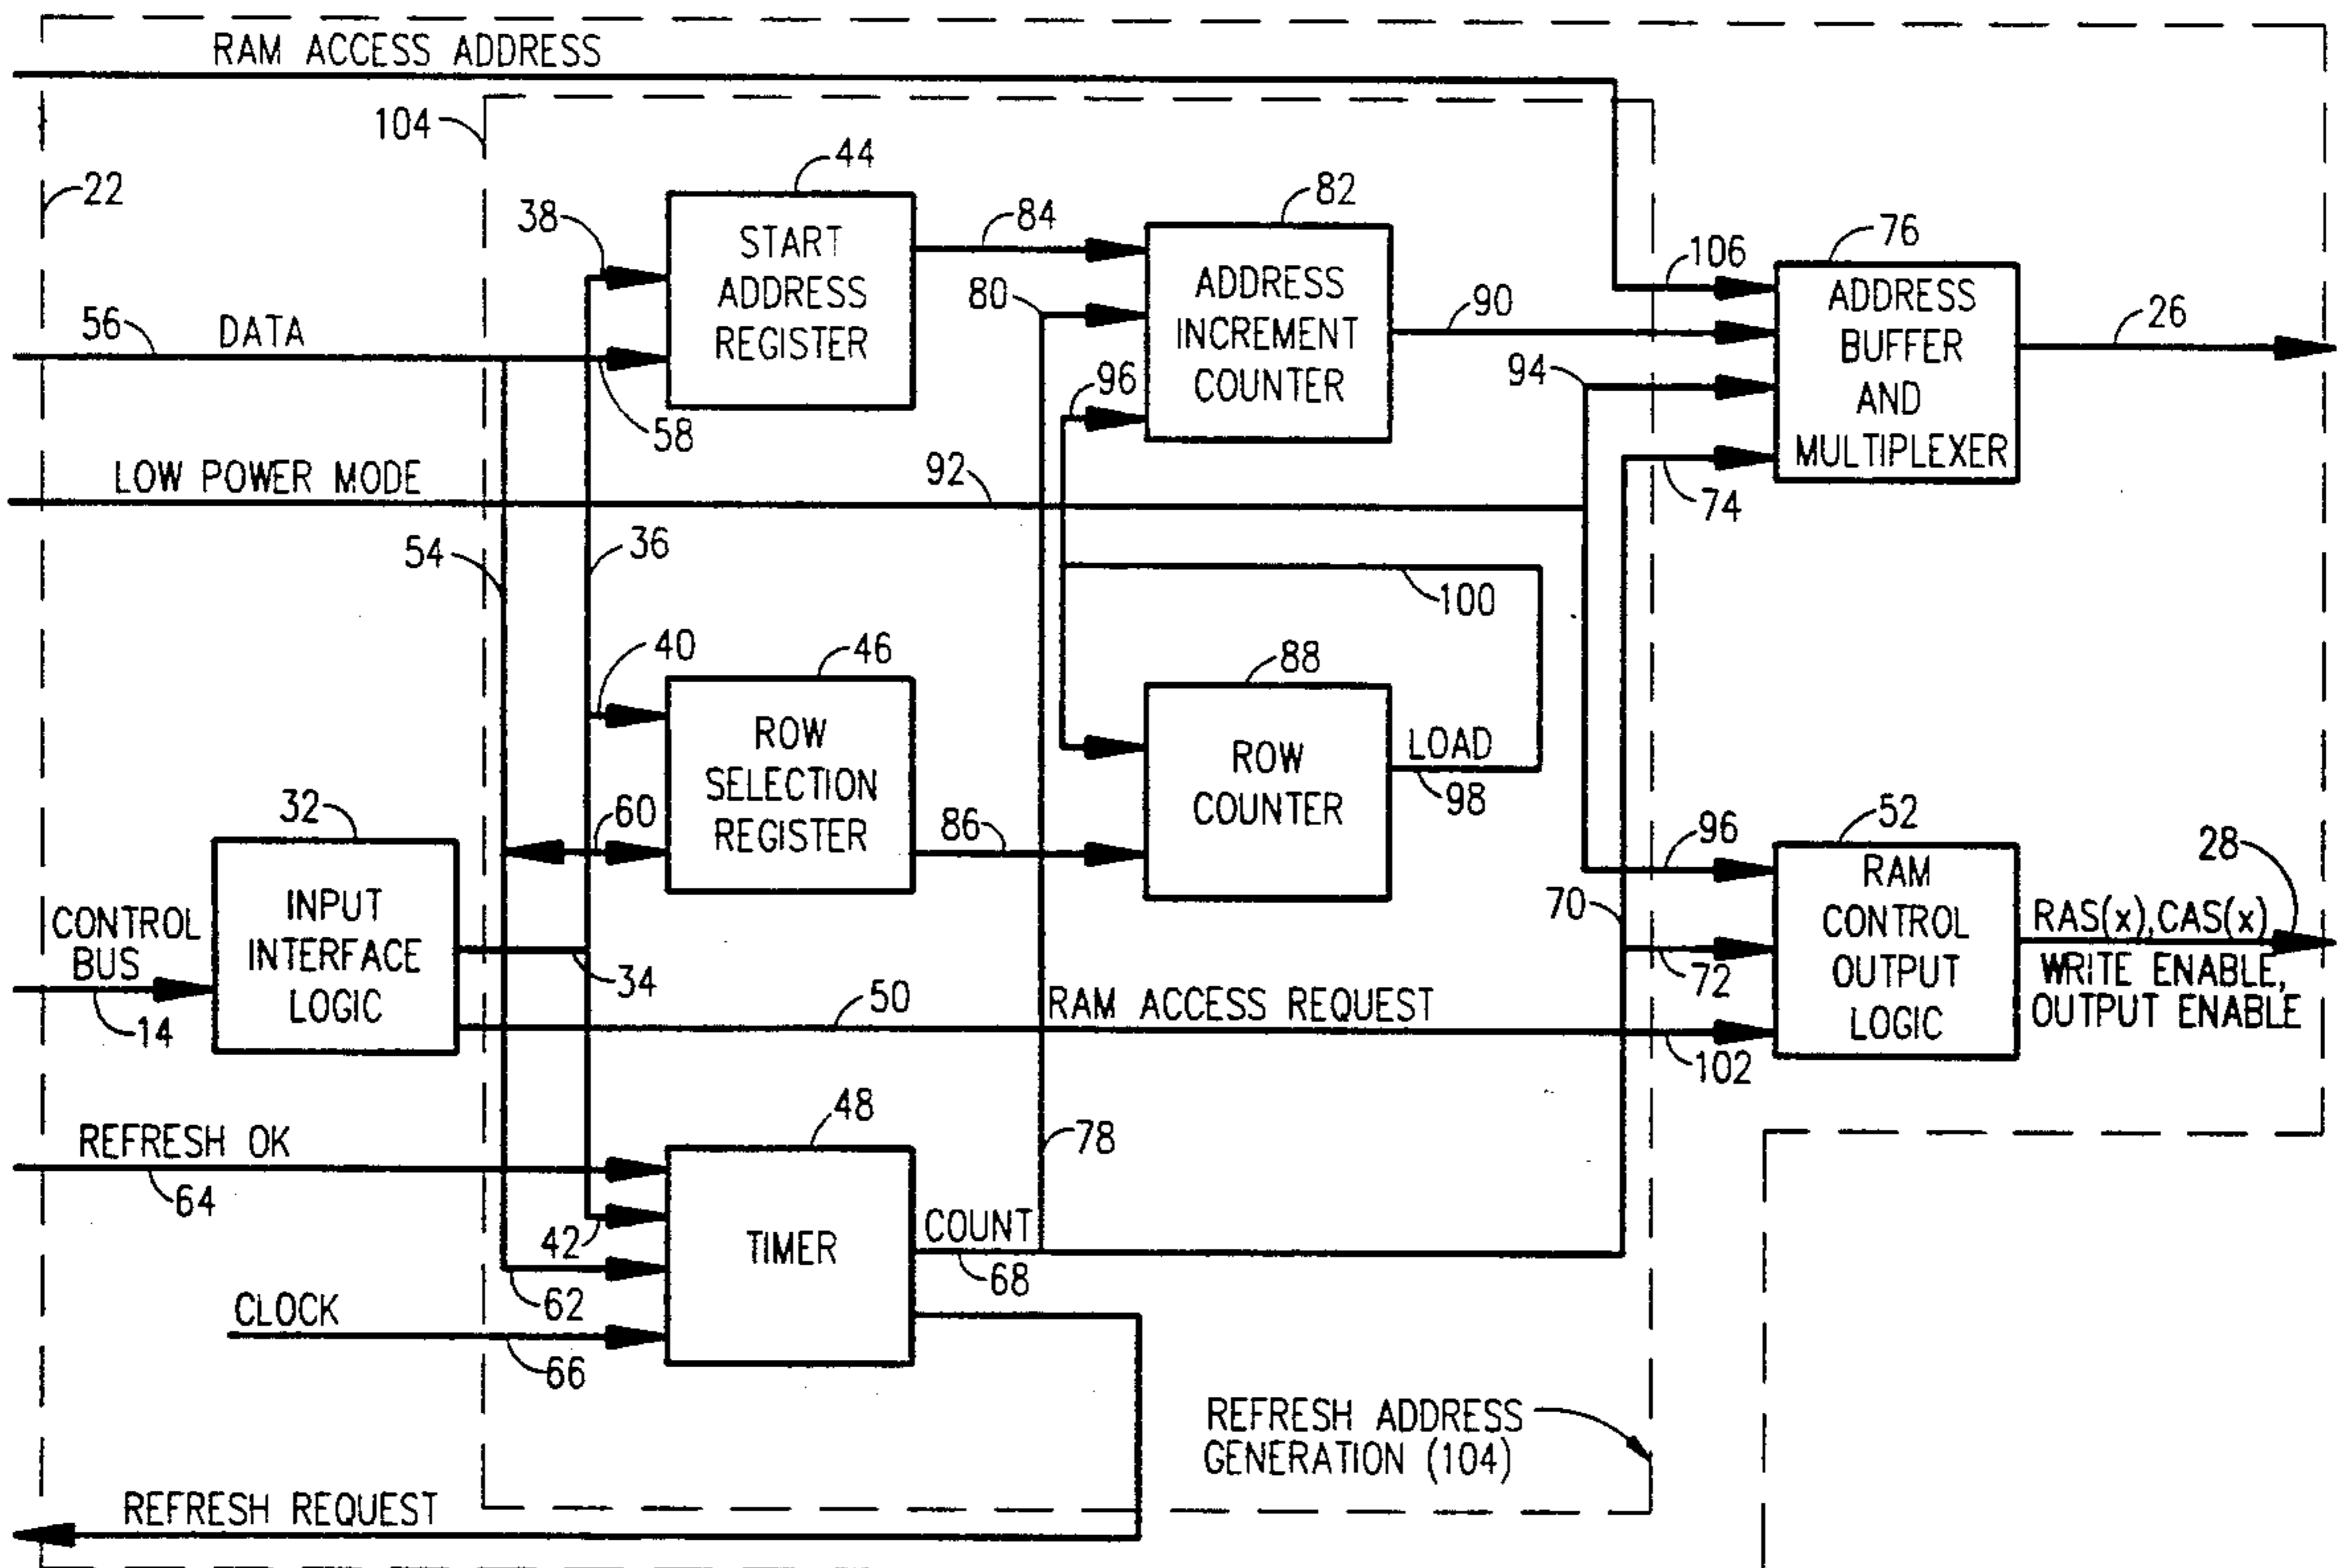 RAM ACCESS ADDRESS
104
44
22
82
38
84
76
START
ADDRESS
REGISTER
106
80
ADDRESS
INCREMENT
COUNTER
90
ADDRESS
BUFFER
AND
MULTIPLEXER
26
56
DATA
94
96
58
LOW POWER MODE
92
74
54
36
100
40
46
88
ROW
SELECTION
REGISTER
LOAD
ROW
COUNTER
98
32
60
86
96
52
28
INPUT
INTERFACE
LOGIC
RAM
CONTROL
OUTPUT
LOGIC
70
CONTROL
BUS
RAS(x),CAS(x)
WRITE ENABLE,
OUTPUT ENABLE
34
72
14
50
RAM ACCESS REQUEST
102
48
REFRESH OK
78
64
42
TIMER
COUNT
68
62
CLOCK
66
REFRESH ADDRESS
GENERATION (104)
REFRESH REQUEST